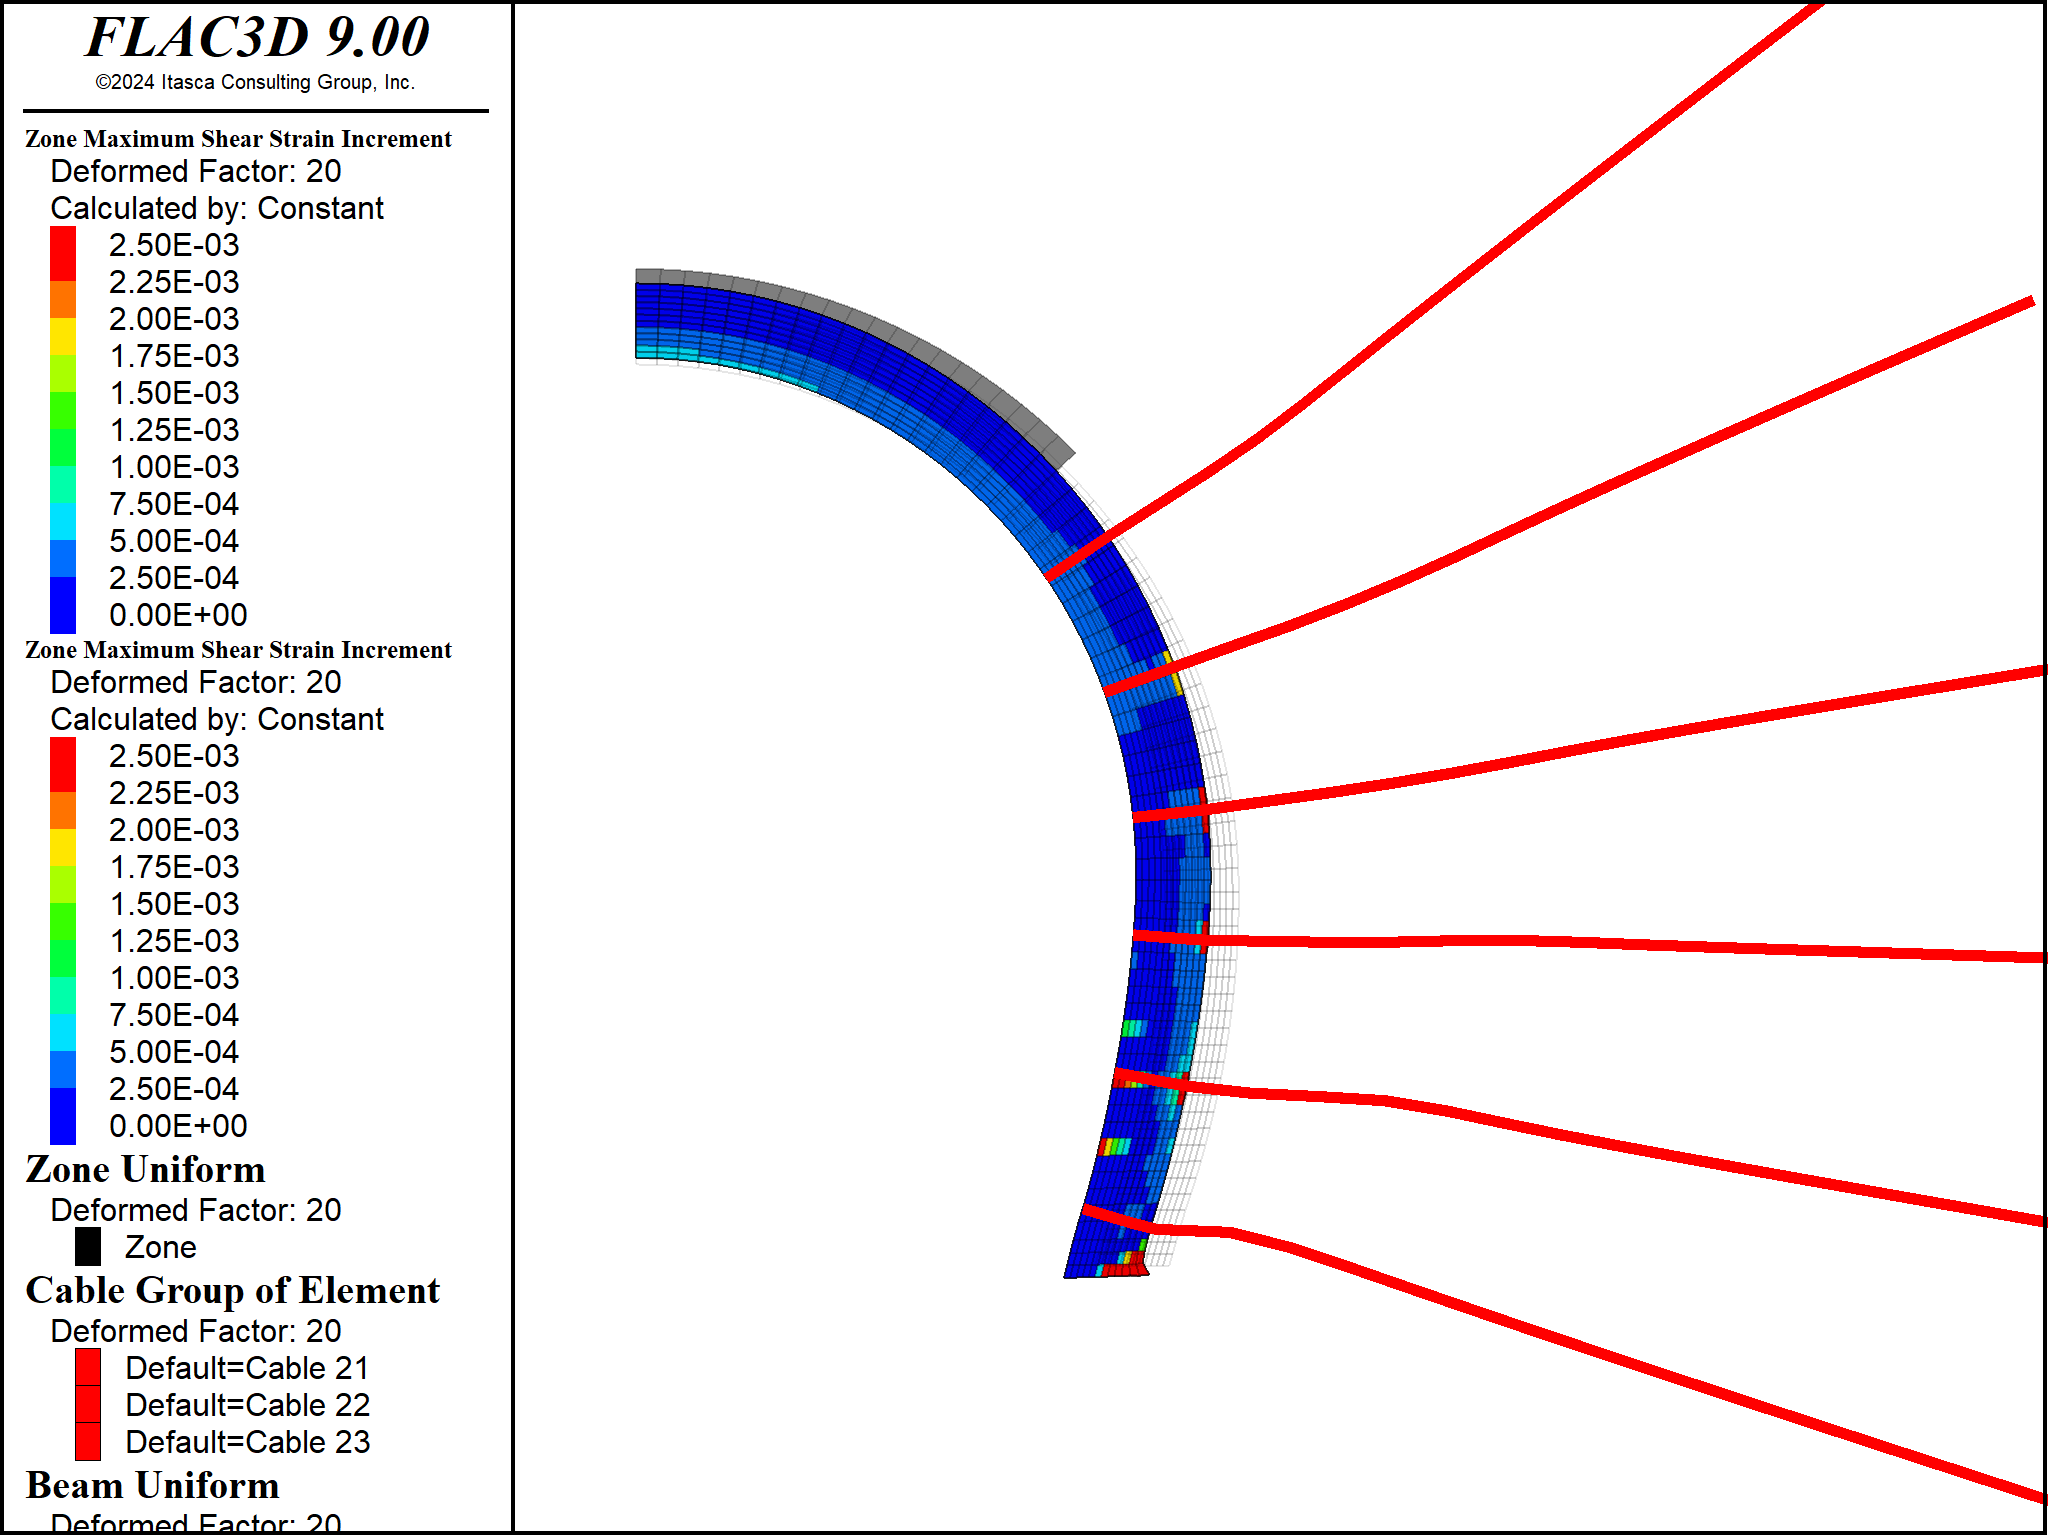 FLAC3D 9.00
©2024 Itasca Consulting Group, Inc.
Zone Maximum Shear Strain Increment
Deformed Factor: 20
Calculated by: Constant
2.50E-03
2.25E-03
2.00E-03
1.75E-03
1.50E-03
1.25E-03
1.00E-03
7.50E-04
5.00E-04
2.50E-04
0.00E+00
Zone Maximum Shear Strain Increment
Deformed Factor: 20
Calculated by: Constant
2.50E-03
2.25E-03
2.00E-03
1.75E-03
1.50E-03
1.25E-03
1.00E-03
7.50E-04
5.00E-04
2.50E-04
0.00E+00
Zone Uniform
Deformed Factor: 20
Zone
Cable Group of Element
Deformed Factor: 20
Default=Cable 21
Default=Cable 22
Default=Cable 23
Beam Uniform
Deformed Factor: 20